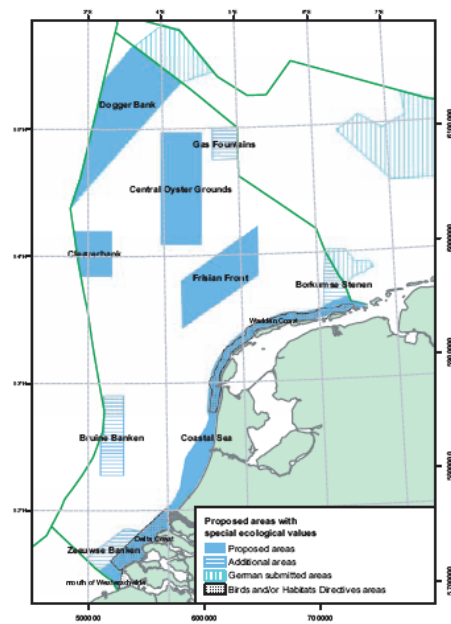 Dogger Bank
Gas Fountains
Central Oyster Grounds
Cleaverbank
Frisian Front
Borkumse Stenen
Wadden Coast
Bruine Banken
Coastal Sea
Zeeuwse Banken
Delta Coast
mouth of Westerschelde
Proposed areas with
special ecological values
Proposed areas
Additional areas
German submitted areas
Birds and/or Habitats Directives areas
5000000
600000
700000